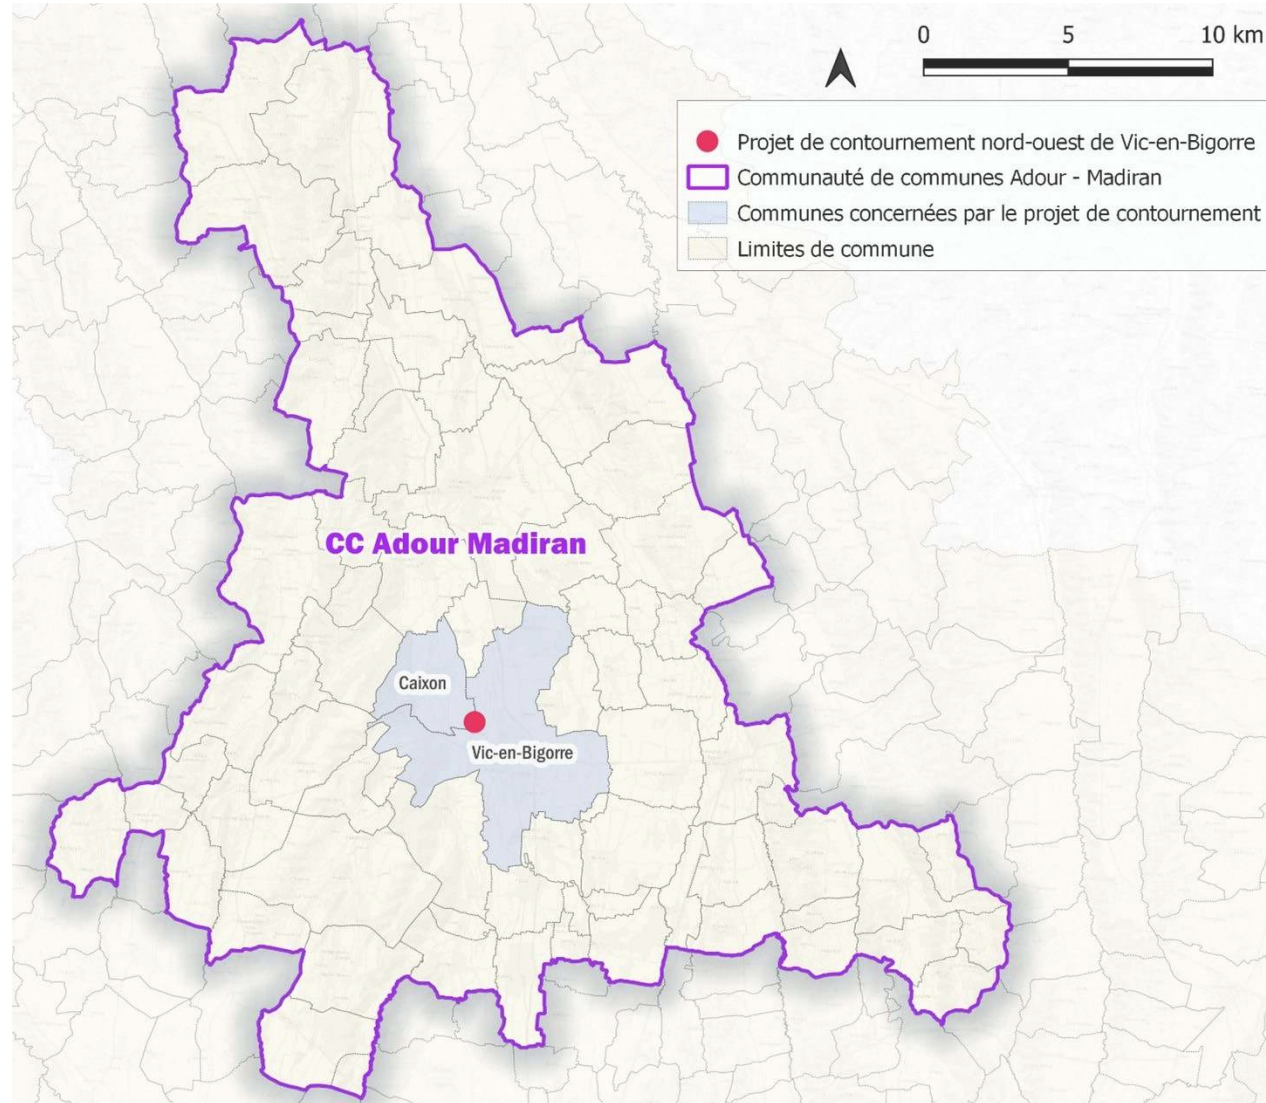 0 5 10 km
Projet de contournement nord-ouest de Vic-en-Bigorre
Communauté de communes Adour - Madiran
Communes concernées par le projet de contournement
Limites de commune
CC Adour Madiran
Caixon
Vic-en-Bigorre